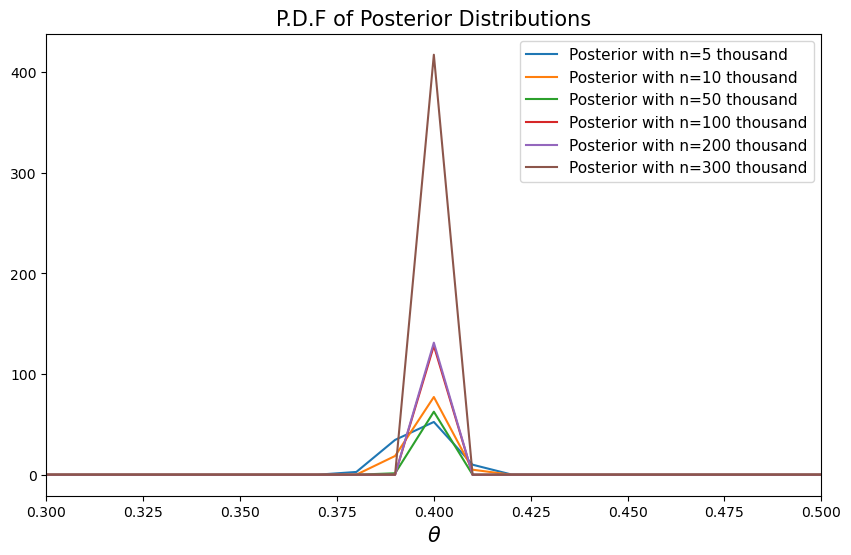 P.D.F of Posterior Distributions
400
300
200
100
0
Posterior with n=5 thousand
Posterior with n=10 thousand
Posterior with n=50 thousand
Posterior with n=100 thousand
Posterior with n=200 thousand
Posterior with n=300 thousand
0.300 0.325 0.350 0.375 0.400 0.425 0.450 0.475 0.500
θ